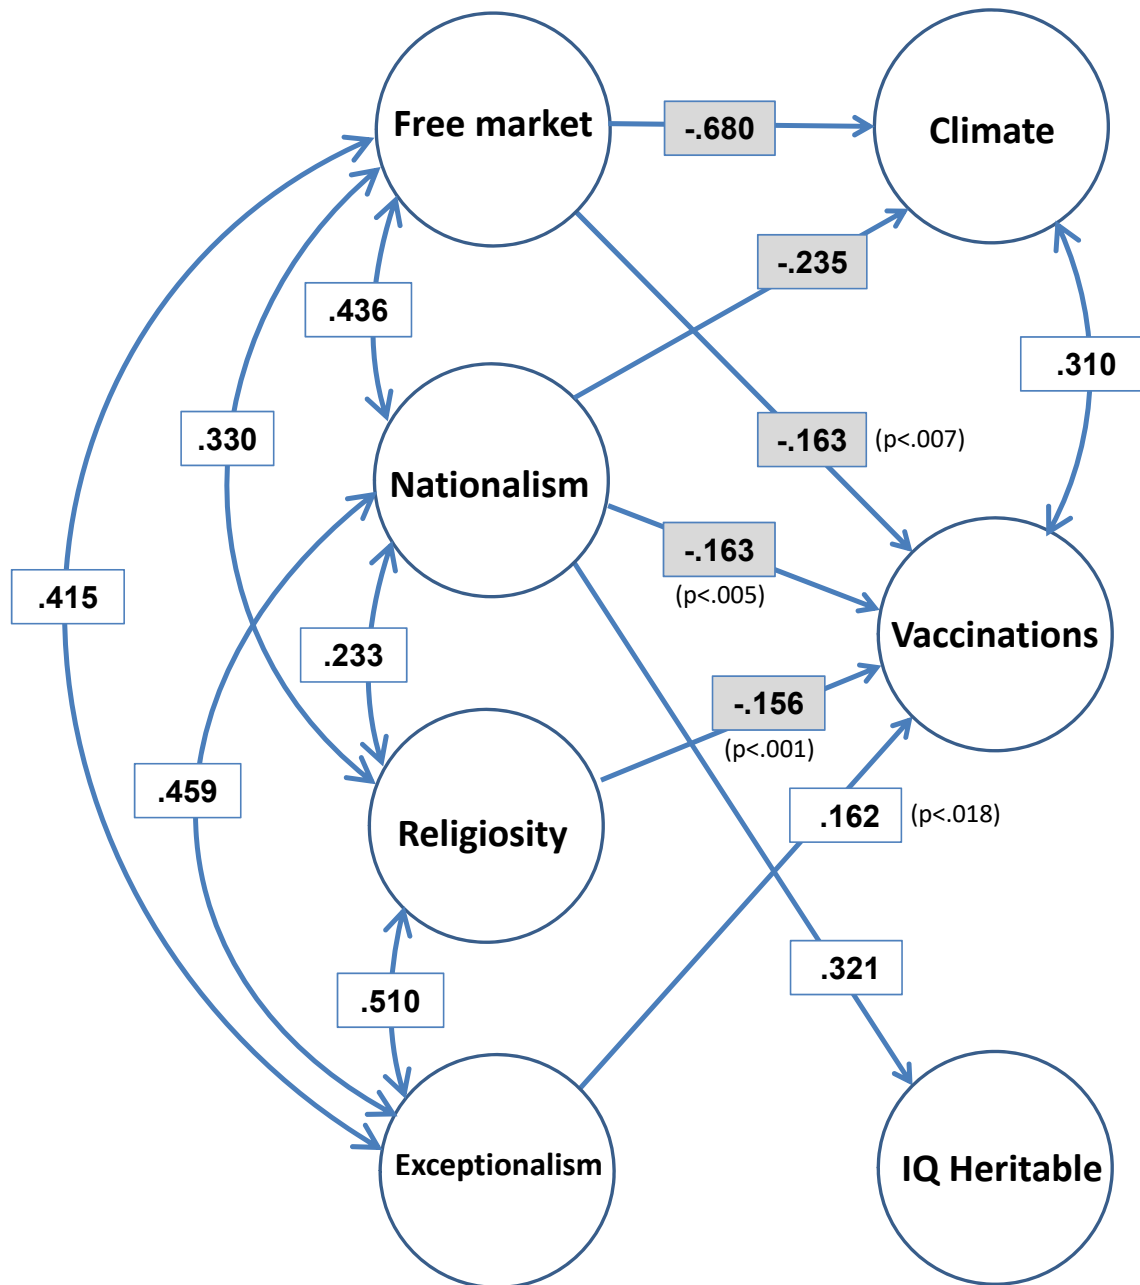 Free market
-.680
Climate
-.235
.436
.310
.330
-.163 (p<.007)
Nationalism
-.163
(p<.005)
.415
.233
Vaccinations
-.156
(p<.001)
.459
.162 (p<.018)
Religiosity
.321
.510
Exceptionalism
IQ Heritable